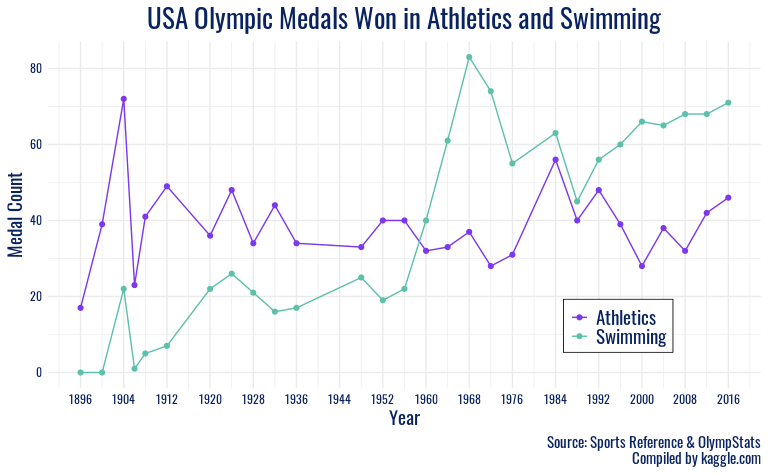 USA Olympic Medals Won in Athletics and Swimming
Medal Count
80
60
40
20
0
Athletics
Swimming
1896 1904 1912 1920 1928 1936 1944 1952 1960 1968 1976 1984 1992 2000 2008 2016
Year
Source: Sports Reference & OlympStats
Compiled by kaggle.com